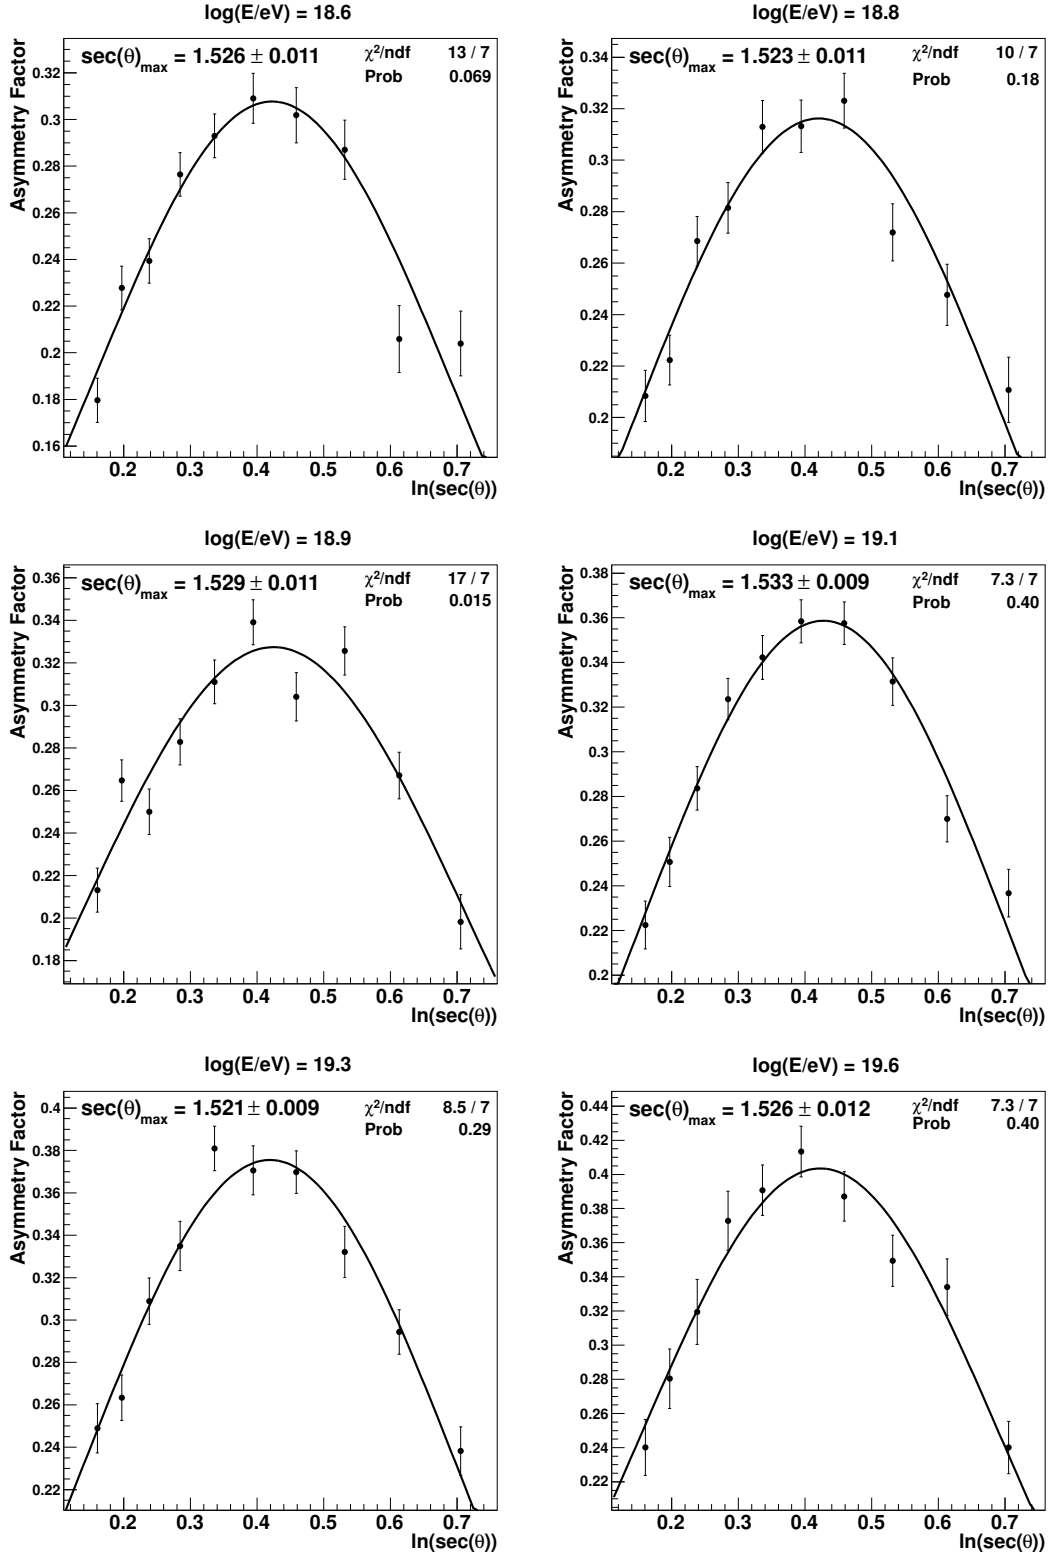 log(E/eV) = 18.6
sec(θ)max = 1.526 ± 0.011
χ²/ndf 13 / 7
Prob 0.069
Asymmetry Factor
0.32
0.3
0.28
0.26
0.24
0.22
0.2
0.18
0.16
0.2 0.3 0.4 0.5 0.6 0.7
ln(sec(θ))
log(E/eV) = 18.8
sec(θ)max = 1.523 ± 0.011
χ²/ndf 10 / 7
Prob 0.18
Asymmetry Factor
0.34
0.32
0.3
0.28
0.26
0.24
0.22
0.2
0.2 0.3 0.4 0.5 0.6 0.7
ln(sec(θ))
log(E/eV) = 18.9
sec(θ)max = 1.529 ± 0.011
χ²/ndf 17 / 7
Prob 0.015
Asymmetry Factor
0.36
0.34
0.32
0.3
0.28
0.26
0.24
0.22
0.2
0.18
0.2 0.3 0.4 0.5 0.6 0.7
ln(sec(θ))
log(E/eV) = 19.1
sec(θ)max = 1.533 ± 0.009
χ²/ndf 7.3 / 7
Prob 0.40
Asymmetry Factor
0.38
0.36
0.34
0.32
0.3
0.28
0.26
0.24
0.22
0.2
0.2 0.3 0.4 0.5 0.6 0.7
ln(sec(θ))
log(E/eV) = 19.3
sec(θ)max = 1.521 ± 0.009
χ²/ndf 8.5 / 7
Prob 0.29
Asymmetry Factor
0.4
0.38
0.36
0.34
0.32
0.3
0.28
0.26
0.24
0.22
0.2 0.3 0.4 0.5 0.6 0.7
ln(sec(θ))
log(E/eV) = 19.6
sec(θ)max = 1.526 ± 0.012
χ²/ndf 7.3 / 7
Prob 0.40
Asymmetry Factor
0.44
0.42
0.4
0.38
0.36
0.34
0.32
0.3
0.28
0.26
0.24
0.22
0.2 0.3 0.4 0.5 0.6 0.7
ln(sec(θ))